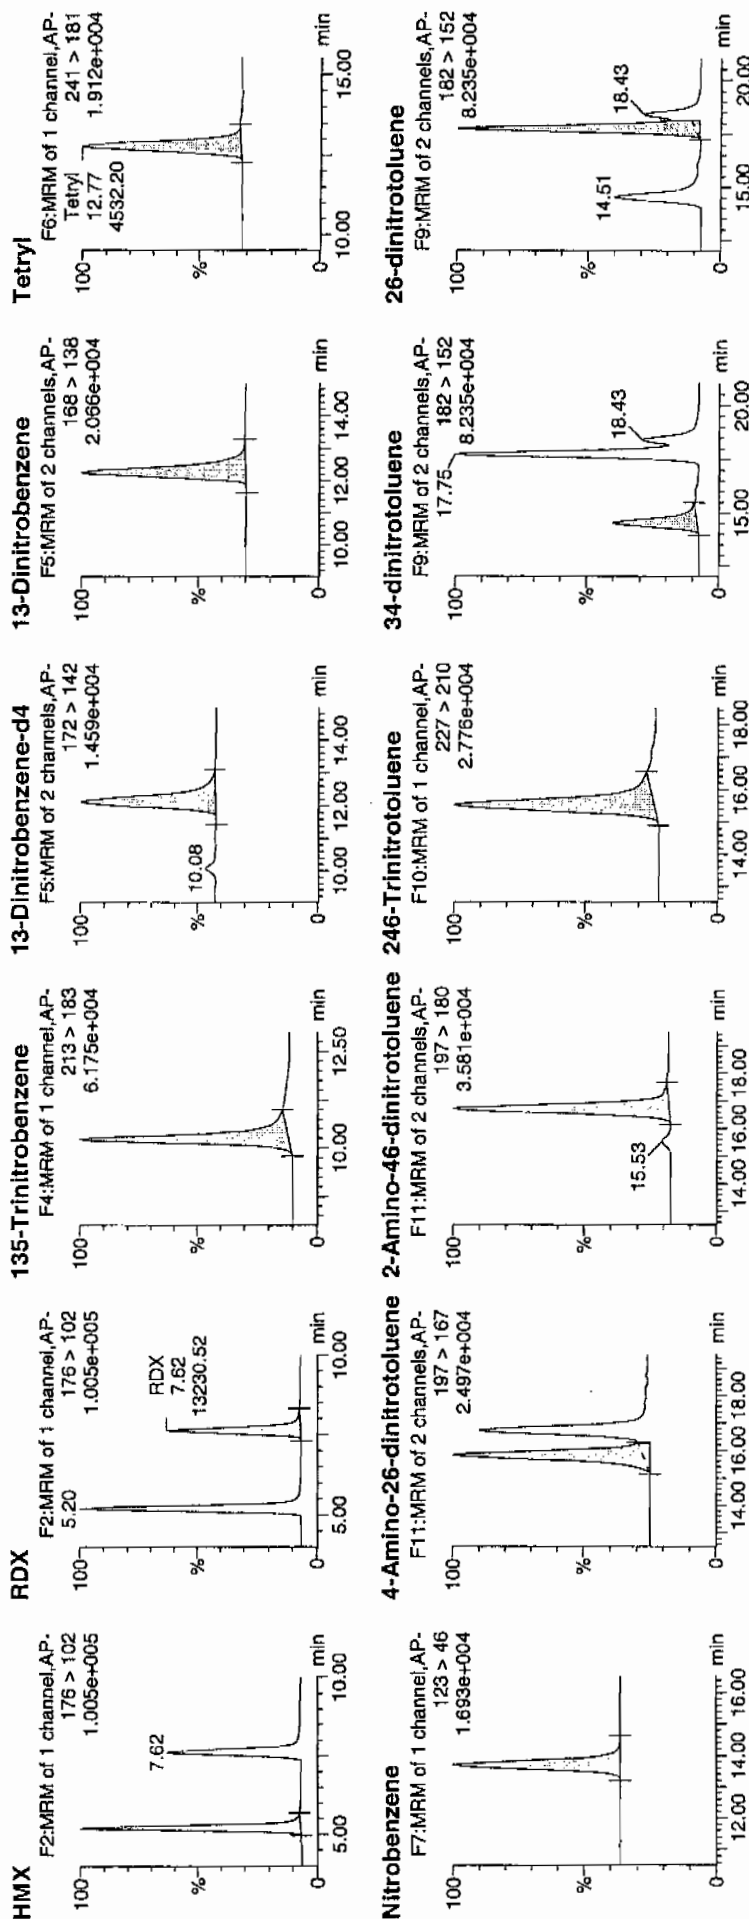 HMX
F2:MRM of 1 channel,AP-
176 > 102
1.005e+005
100
7.62
%
0
5.00
10.00
min
RDX
F2:MRM of 1 channel,AP-
5.20
176 > 102
1.005e+005
100
RDX
7.62
13230.52
%
0
5.00
10.00
min
135-Trinitrobenzene
F4:MRM of 1 channel,AP-
213 > 183
6.175e+004
100
%
0
10.00
12.50
min
13-Dinitrobenzene-d4
F5:MRM of 2 channels,AP-
172 > 142
1.459e+004
100
10.08
%
0
10.00
12.00
14.00
min
13-Dinitrobenzene
F5:MRM of 2 channels,AP-
168 > 138
2.066e+004
100
%
0
10.00
12.00
14.00
min
Tetryl
F6:MRM of 1 channel,AP-
Tetryl
241 > 181
12.77
1.912e+004
4532.20
100
%
0
10.00
15.00
min
Nitrobenzene
F7:MRM of 1 channel,AP-
123 > 46
1.693e+004
100
%
0
12.00
14.00
16.00
min
4-Amino-26-dinitrotoluene
F11:MRM of 2 channels,AP-
197 > 167
2.497e+004
100
%
0
14.00
16.00
18.00
min
2-Amino-46-dinitrotoluene
F11:MRM of 2 channels,AP-
197 > 180
3.581e+004
100
15.53
%
0
14.00
16.00
18.00
min
246-Trinitrotoluene
F10:MRM of 1 channel,AP-
227 > 210
2.776e+004
100
%
0
14.00
16.00
18.00
min
34-dinitrotoluene
F9:MRM of 2 channels,AP-
17.75
182 > 152
8.235e+004
100
18.43
%
0
15.00
20.00
min
26-dinitrotoluene
F9:MRM of 2 channels,AP-
182 > 152
8.235e+004
100
14.51
18.43
%
0
15.00
20.00
min